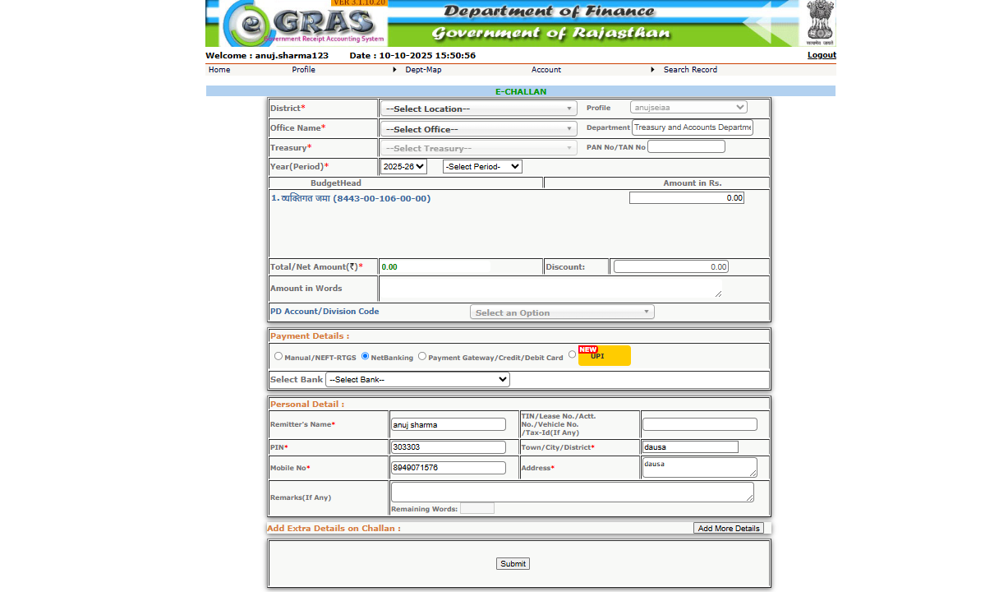 VER 3.1.10.20
eGRAS
Government Receipt Accounting System
Department of Finance
Government of Rajasthan
सत्यमेव जयते
Welcome : anuj.sharma123 Date : 10-10-2025 15:50:56 Logout
Home Profile Dept-Map Account Search Record
E-CHALLAN
District* --Select Location-- Profile anujseiaa
Office Name* --Select Office-- Department Treasury and Accounts Departme
Treasury* --Select Treasury-- PAN No/TAN No
Year(Period)* 2025-26 -Select Period-
BudgetHead Amount in Rs.
1. व्यक्तिगत जमा (8443-00-106-00-00) 0.00
Total/Net Amount(₹)* 0.00 Discount: 0.00
Amount in Words
PD Account/Division Code Select an Option
Payment Details :
Manual/NEFT-RTGS NetBanking Payment Gateway/Credit/Debit Card NEW UPI
Select Bank --Select Bank--
Personal Detail :
Remitter's Name* anuj sharma TIN/Lease No./Actt.
No./Vehicle No.
/Tax-Id(If Any)
PIN* 303303 Town/City/District* dausa
Mobile No* 8949071576 Address* dausa
Remarks(If Any)
Remaining Words:
Add Extra Details on Challan : Add More Details
Submit